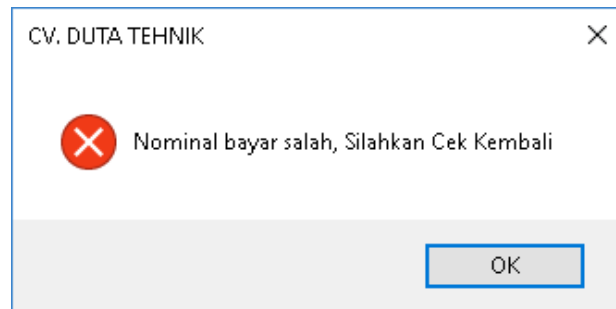 CV. DUTA TEHNIK
Nominal bayar salah, Silahkan Cek Kembali
OK